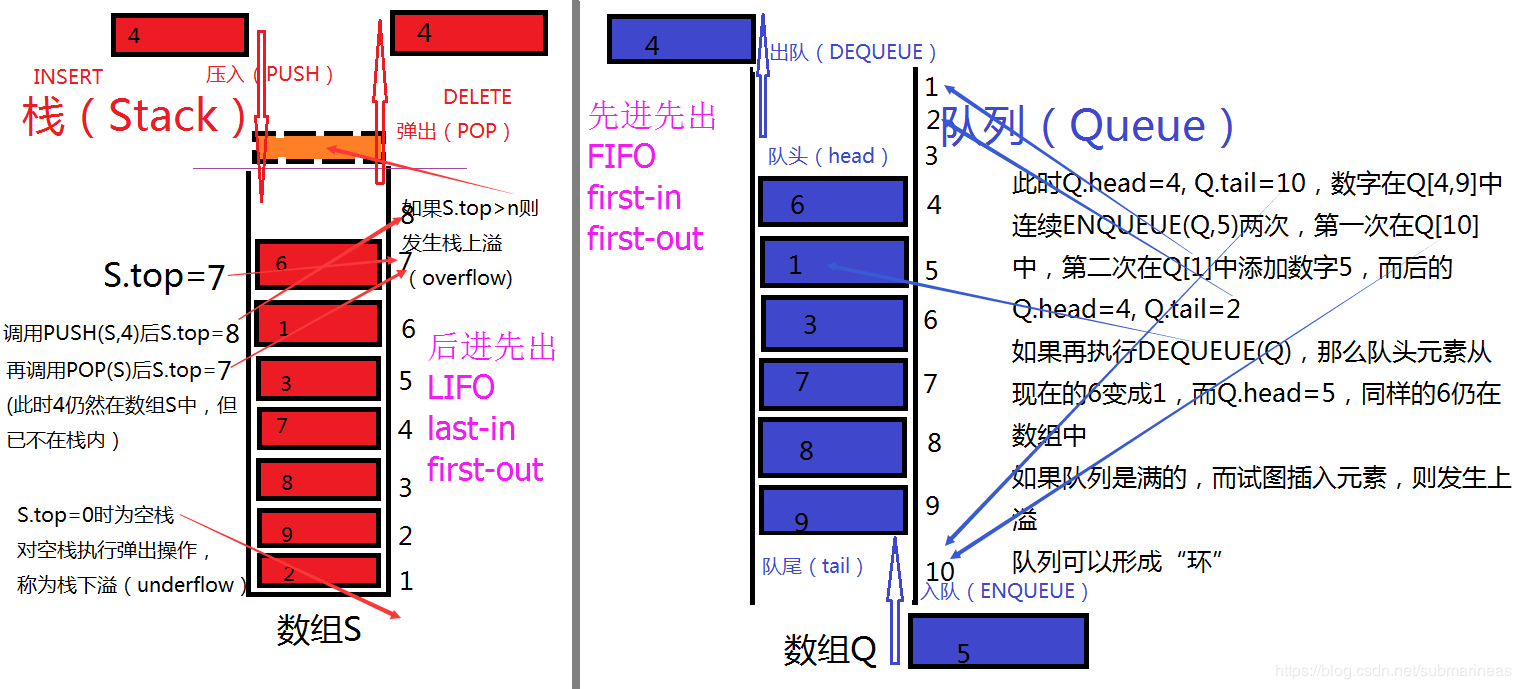 4
4
INSERT
压入（PUSH）
栈（Stack）
DELETE
弹出（POP）
如果S.top>n则
发生栈上溢
（overflow)
8
6
7
S.top=7
1
6
调用PUSH(S,4)后S.top=8
再调用POP(S)后S.top=7
(此时4仍然在数组S中，但
已不在栈内）
3
5
7
4
8
3
9
2
2
1
后进先出
LIFO
last-in
first-out
S.top=0时为空栈
对空栈执行弹出操作，
称为栈下溢（underflow）
数组S
4
出队（DEQUEUE）
先进先出
FIFO
first-in
first-out
队头（head）
1
2
3
6
4
1
5
3
6
7
7
8
8
9
9
10
队尾（tail）
入队（ENQUEUE）
数组Q
5
队列（Queue）
此时Q.head=4, Q.tail=10，数字在Q[4,9]中
连续ENQUEUE(Q,5)两次，第一次在Q[10]
中，第二次在Q[1]中添加数字5，而后的
Q.head=4, Q.tail=2
如果再执行DEQUEUE(Q)，那么队头元素从
现在的6变成1，而Q.head=5，同样的6仍在
数组中
如果队列是满的，而试图插入元素，则发生上
溢
队列可以形成“环”
https://blog.csdn.net/submarineas